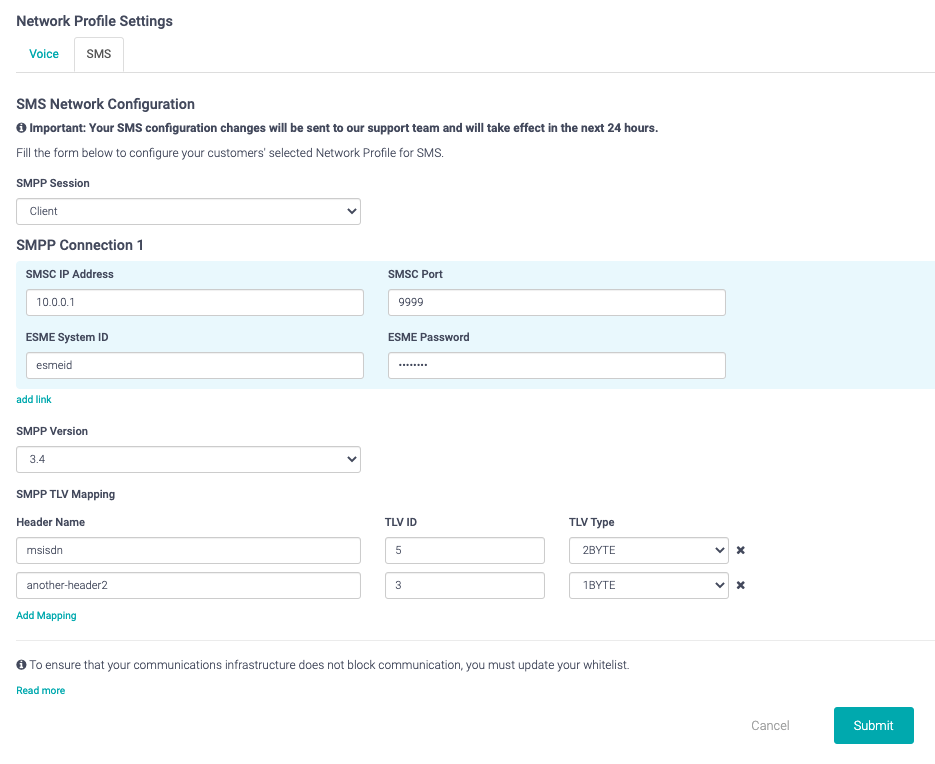 Network Profile Settings
Voice SMS
SMS Network Configuration
Important: Your SMS configuration changes will be sent to our support team and will take effect in the next 24 hours.
Fill the form below to configure your customers' selected Network Profile for SMS.
SMPP Session
Client
SMPP Connection 1
SMSC IP Address SMSC Port
10.0.0.1 9999
ESME System ID ESME Password
esmeid ••••••••
add link
SMPP Version
3.4
SMPP TLV Mapping
Header Name TLV ID TLV Type
msisdn 5 2BYTE
another-header2 3 1BYTE
Add Mapping
To ensure that your communications infrastructure does not block communication, you must update your whitelist.
Read more
Cancel Submit